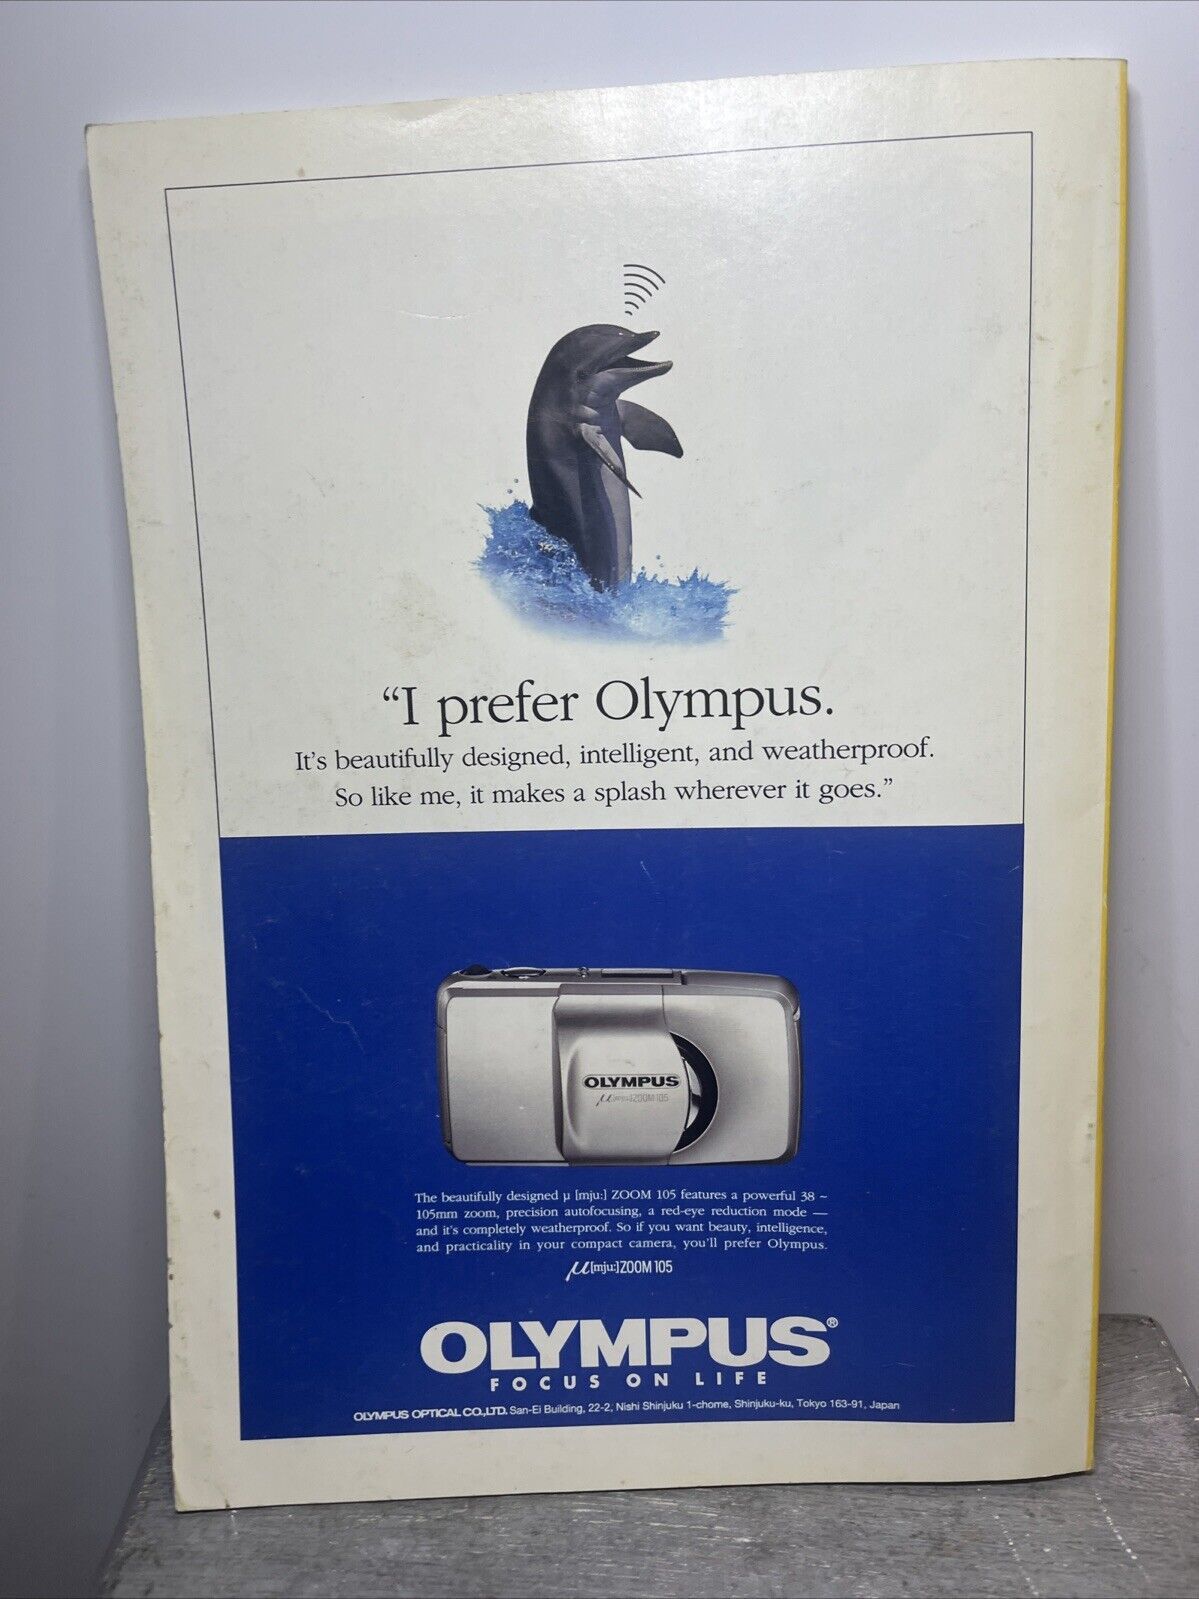 “I prefer Olympus.
It's beautifully designed, intelligent, and weatherproof.
So like me, it makes a splash wherever it goes.”
OLYMPUS
μ[mju:]ZOOM 105
The beautifully designed μ [mju:] ZOOM 105 features a powerful 38 ~
105mm zoom, precision autofocusing, a red-eye reduction mode —
and it's completely weatherproof. So if you want beauty, intelligence,
and practicality in your compact camera, you'll prefer Olympus.
μ[mju:]ZOOM 105
OLYMPUS®
FOCUS ON LIFE
OLYMPUS OPTICAL CO.,LTD. San-Ei Building, 22-2, Nishi Shinjuku 1-chome, Shinjuku-ku, Tokyo 163-91, Japan